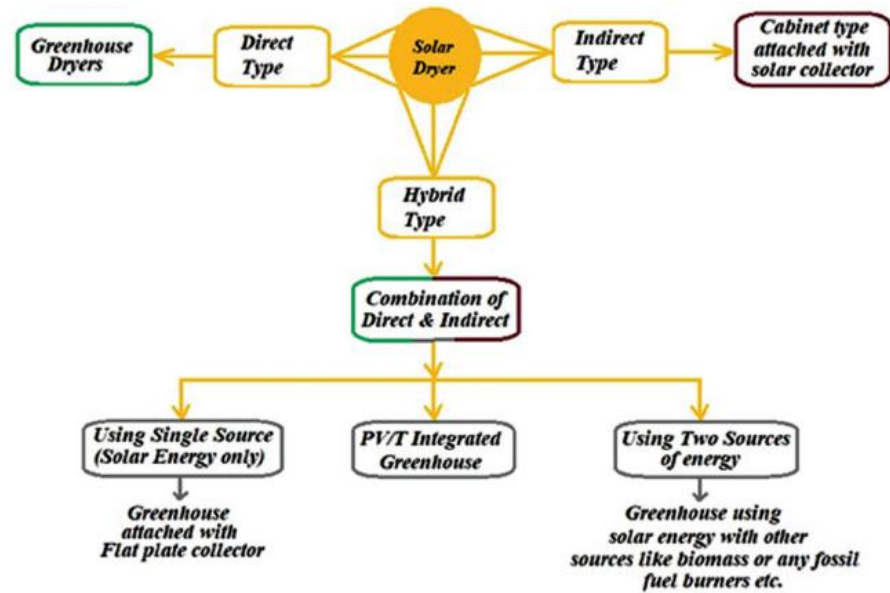 Greenhouse
Dryers
Direct
Type
Solar
Dryer
Indirect
Type
Cabinet type
attached with
solar collector
Hybrid
Type
Combination of
Direct & Indirect
Using Single Source
(Solar Energy only)
PV/T Integrated
Greenhouse
Using Two Sources
of energy
Greenhouse
attached with
Flat plate collector
Greenhouse using
solar energy with other
sources like biomass or any fossil
fuel burners etc.